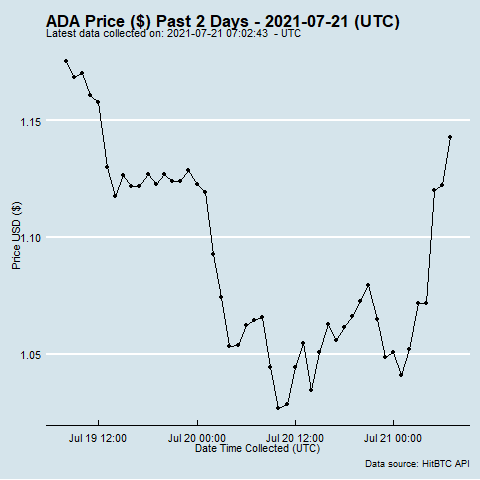 ADA Price ($) Past 2 Days - 2021-07-21 (UTC)
Latest data collected on: 2021-07-21 07:02:43 - UTC
1.15
1.10
1.05
Price USD ($)
Jul 19 12:00
Jul 20 00:00
Jul 20 12:00
Jul 21 00:00
Date Time Collected (UTC)
Data source: HitBTC API